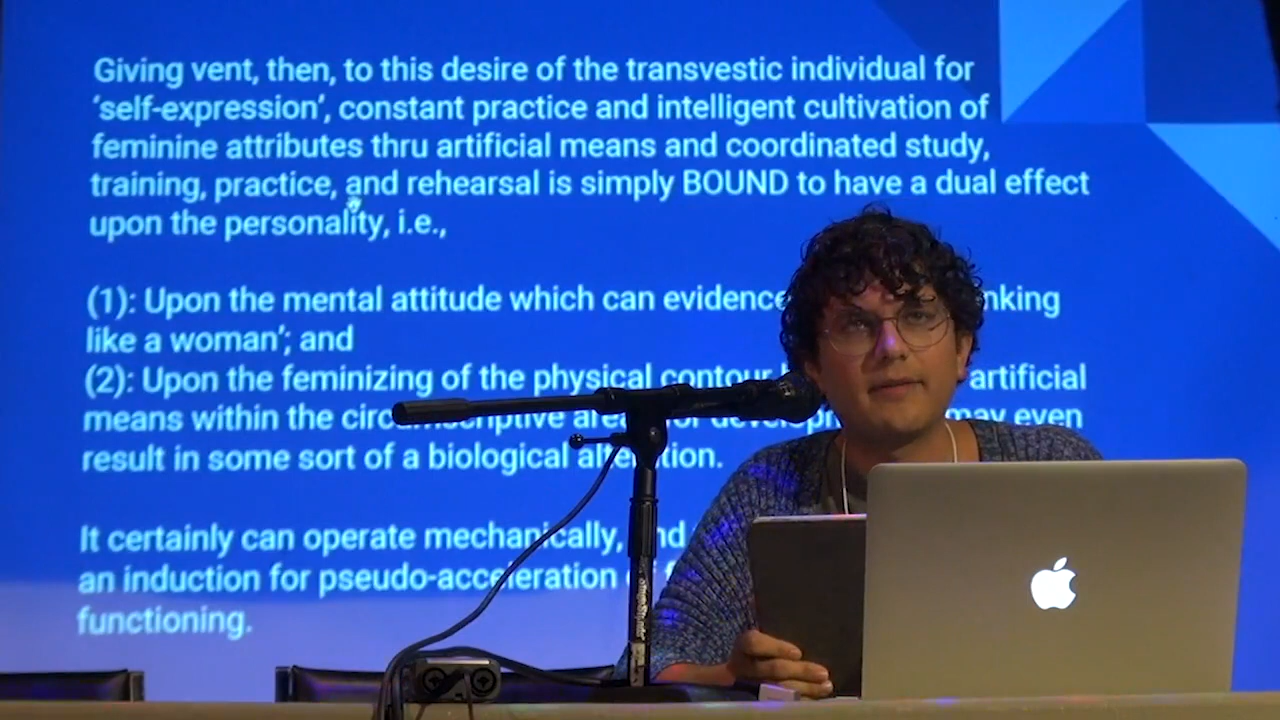 Giving vent, then, to this desire of the transvestic individual for
‘self-expression’, constant practice and intelligent cultivation of
feminine attributes thru artificial means and coordinated study,
training, practice, and rehearsal is simply BOUND to have a dual effect
upon the personality, i.e.,
(1): Upon the mental attitude which can evidence
like a woman’; and
(2): Upon the feminizing of the physical contour artificial
means within the may even
result in some sort of a biological
It certainly can operate mechanically,
an induction for pseudo-acceleration
functioning.